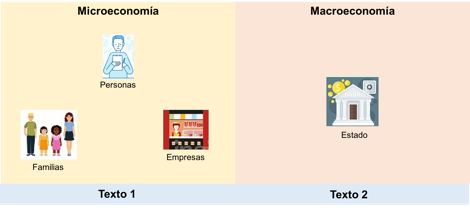 Microeconomía
Macroeconomía
Personas
Familias
Empresas
Estado
Texto 1
Texto 2